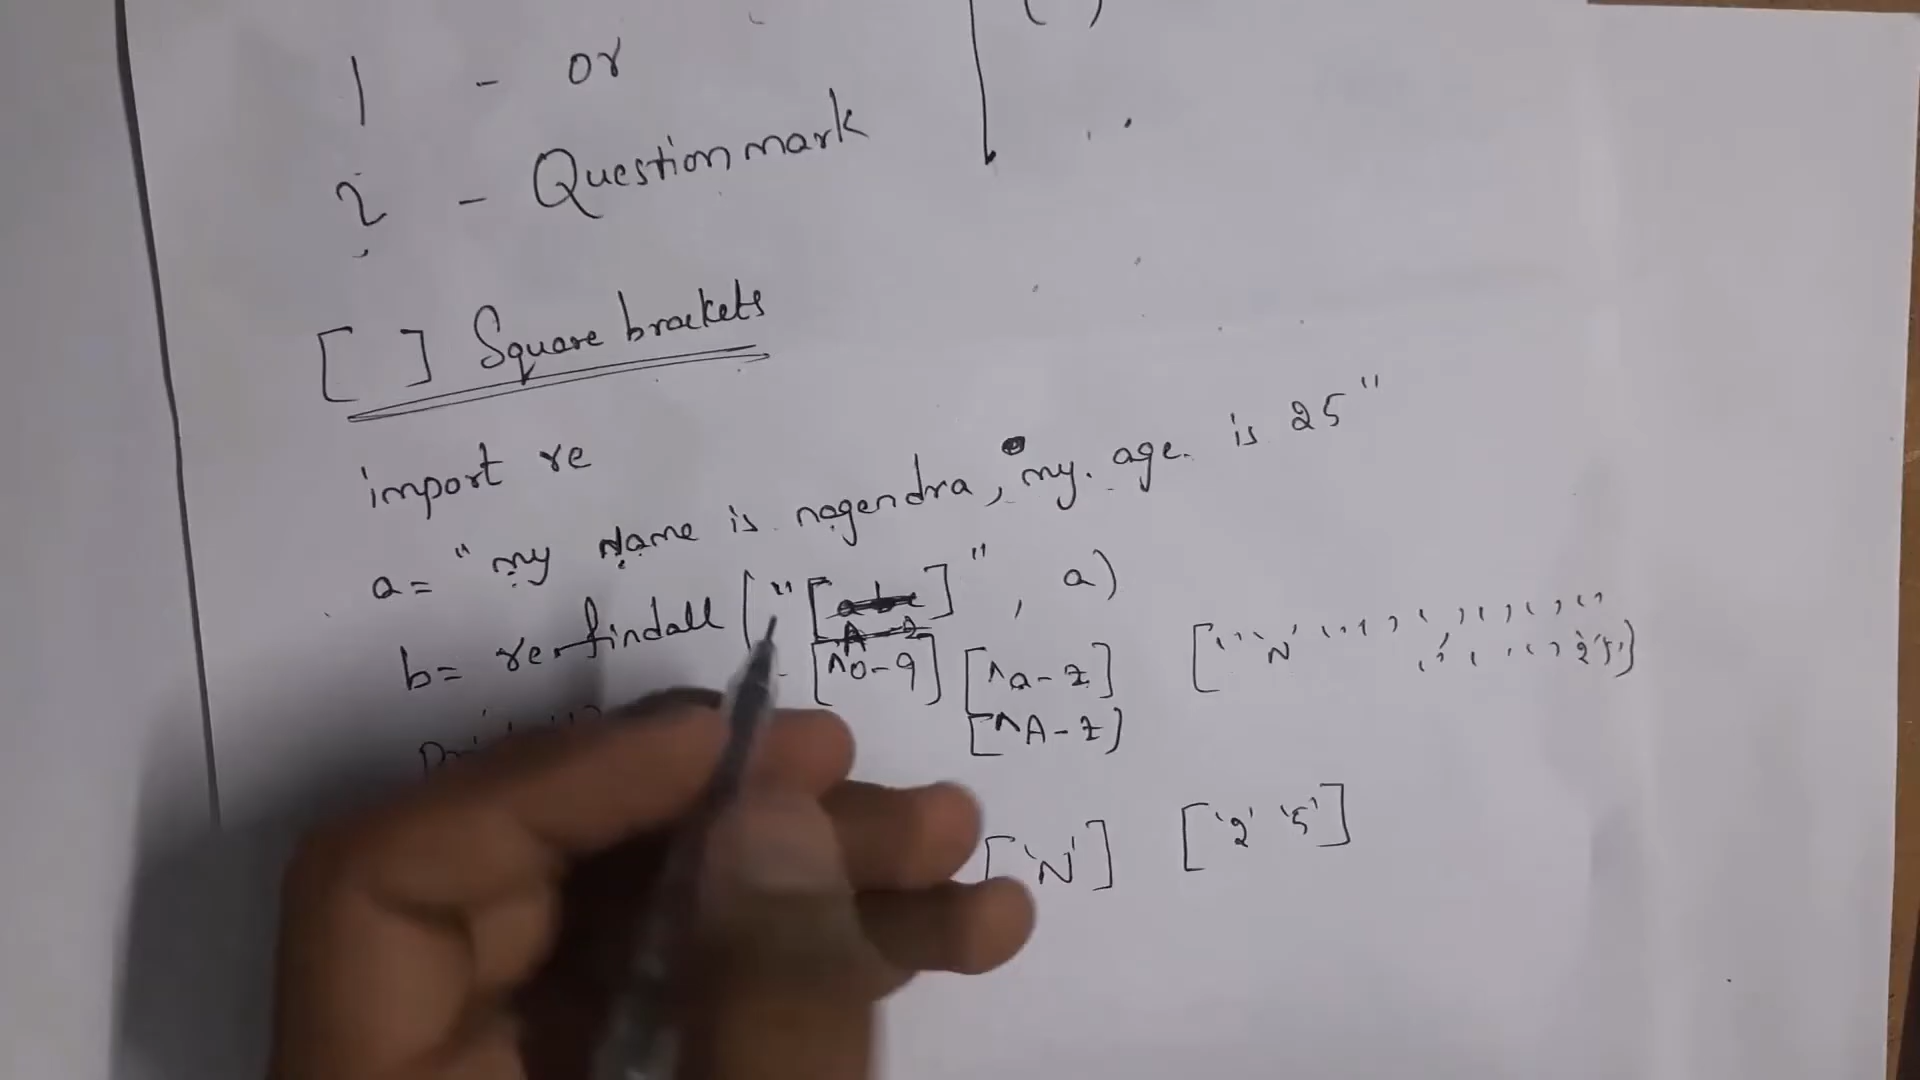 | - or
? - Question mark
[ ] Square brackets
import re
a= "my Name is nagendra, my age is 25"
b= re.findall("[ ]", a)
A-Z
[^0-9] [^a-z]
[^A-Z]
['N'] ['2' '5']